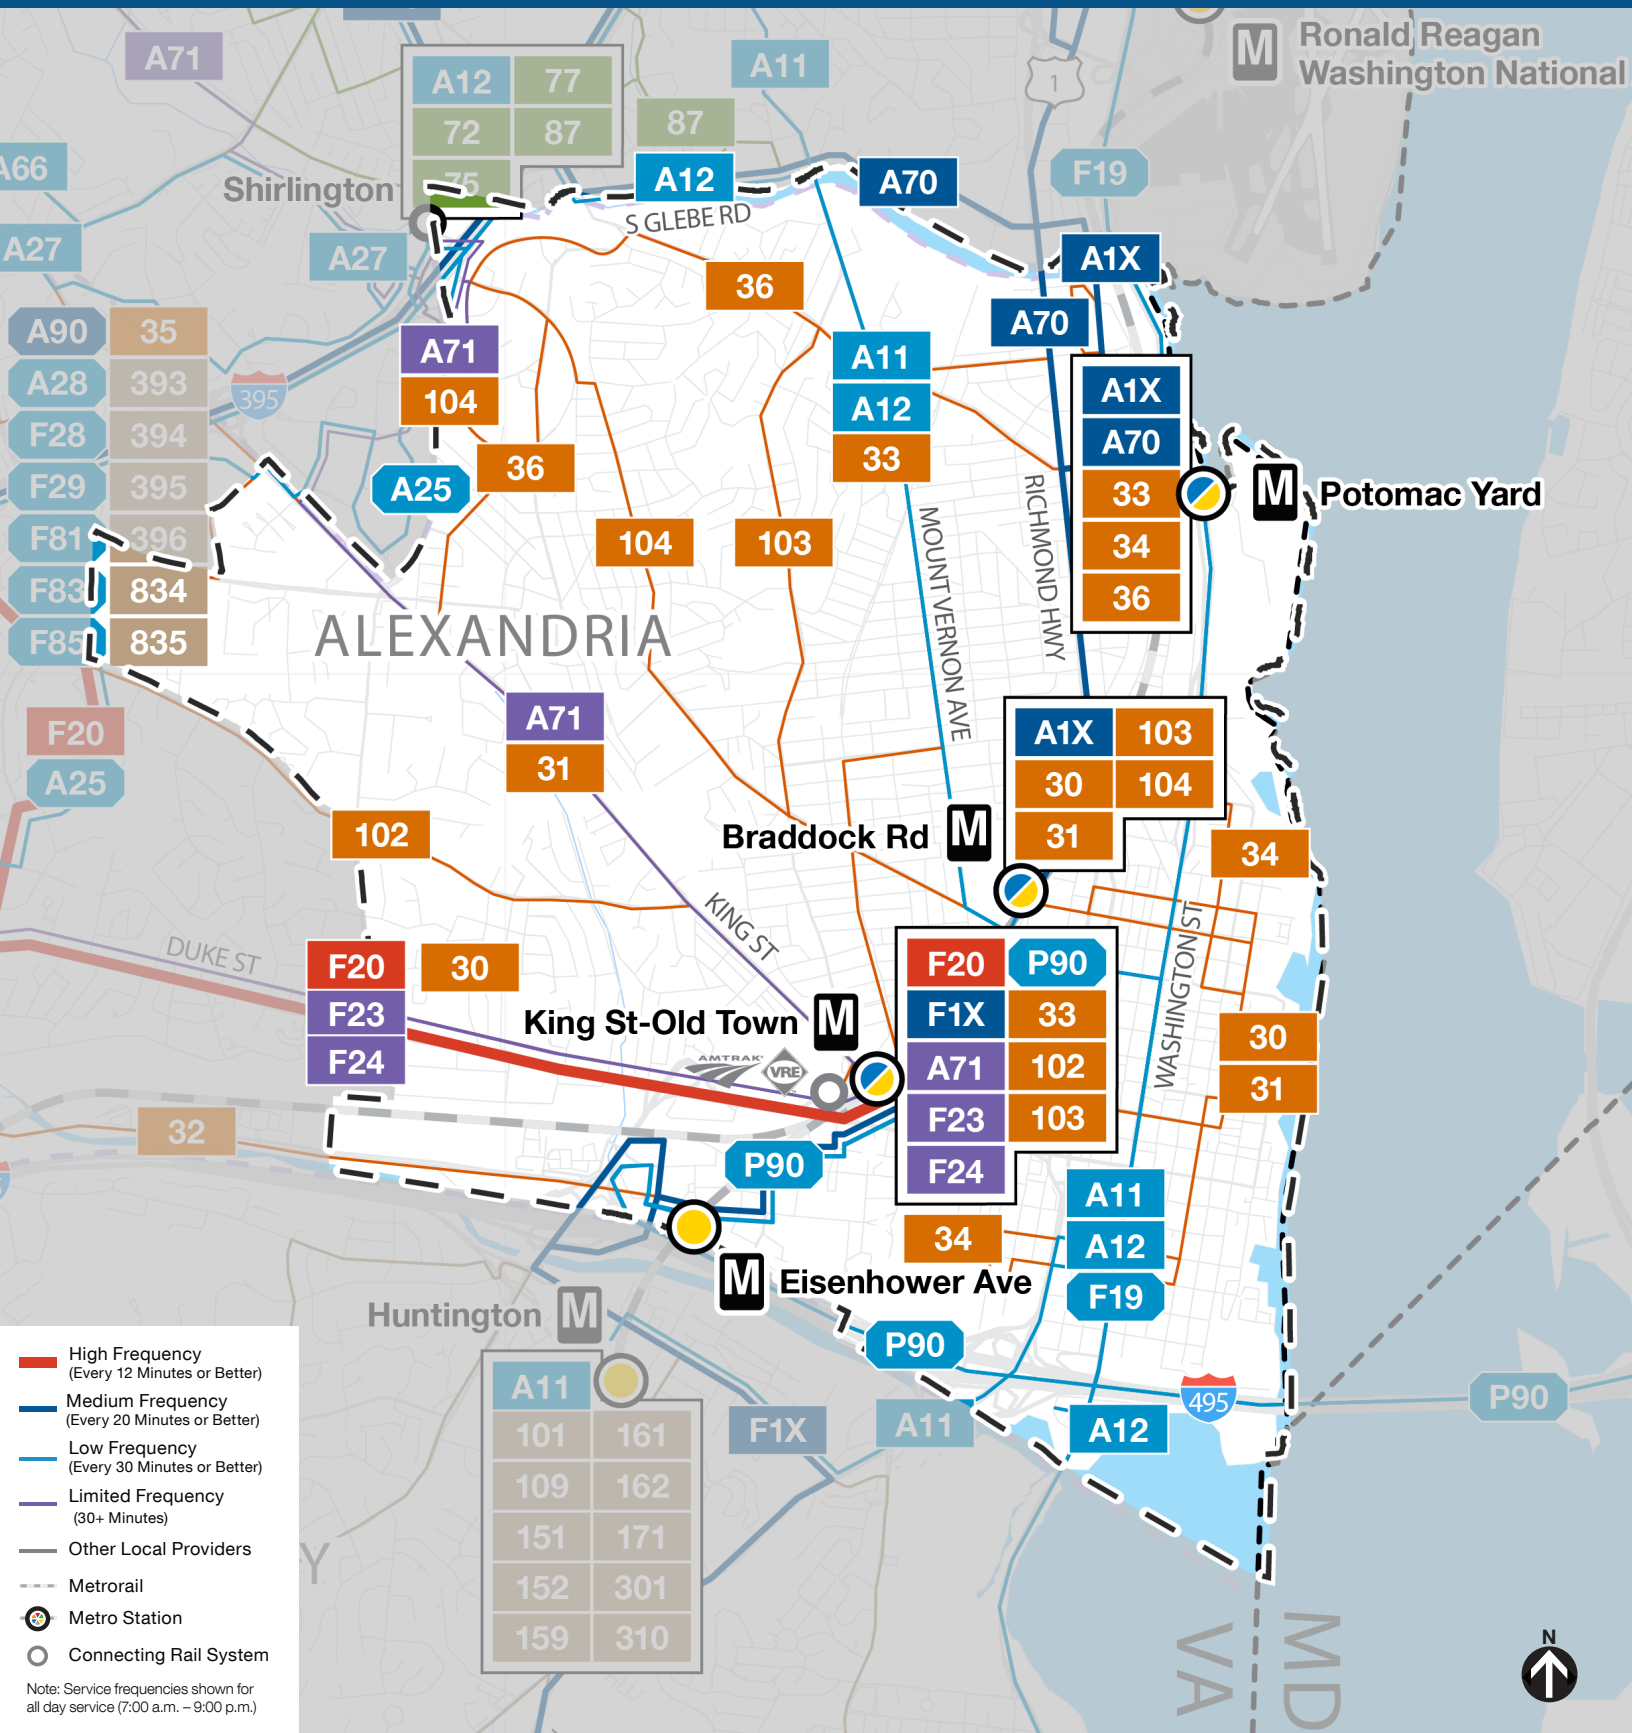 A71
A12
77
72
87
75
87
A11
1
Ronald Reagan
Washington National
A66
Shirlington
A12
A70
F19
S GLEBE RD
A27
A27
A1X
36
A70
A90
35
A28
393
F28
394
F29
395
F81
396
F83
834
F85
835
395
A71
104
A11
A12
33
A1X
A70
33
34
36
36
A25
Potomac Yard
RICHMOND HWY
MOUNT VERNON AVE
104
103
ALEXANDRIA
F20
A25
A71
31
A1X
103
30
104
31
102
Braddock Rd
34
KING ST
WASHINGTON ST
DUKE ST
F20
F23
F24
30
F20
P90
F1X
33
A71
102
F23
103
F24
King St-Old Town
AMTRAK
VRE
30
31
32
P90
A11
A12
F19
34
Eisenhower Ave
Huntington
P90
A11
101
161
109
162
151
171
152
301
159
310
F1X
A11
A12
495
P90
High Frequency
(Every 12 Minutes or Better)
Medium Frequency
(Every 20 Minutes or Better)
Low Frequency
(Every 30 Minutes or Better)
Limited Frequency
(30+ Minutes)
Other Local Providers
Metrorail
Metro Station
Connecting Rail System
Note: Service frequencies shown for
all day service (7:00 a.m. – 9:00 p.m.)
Y
VA
MD
N